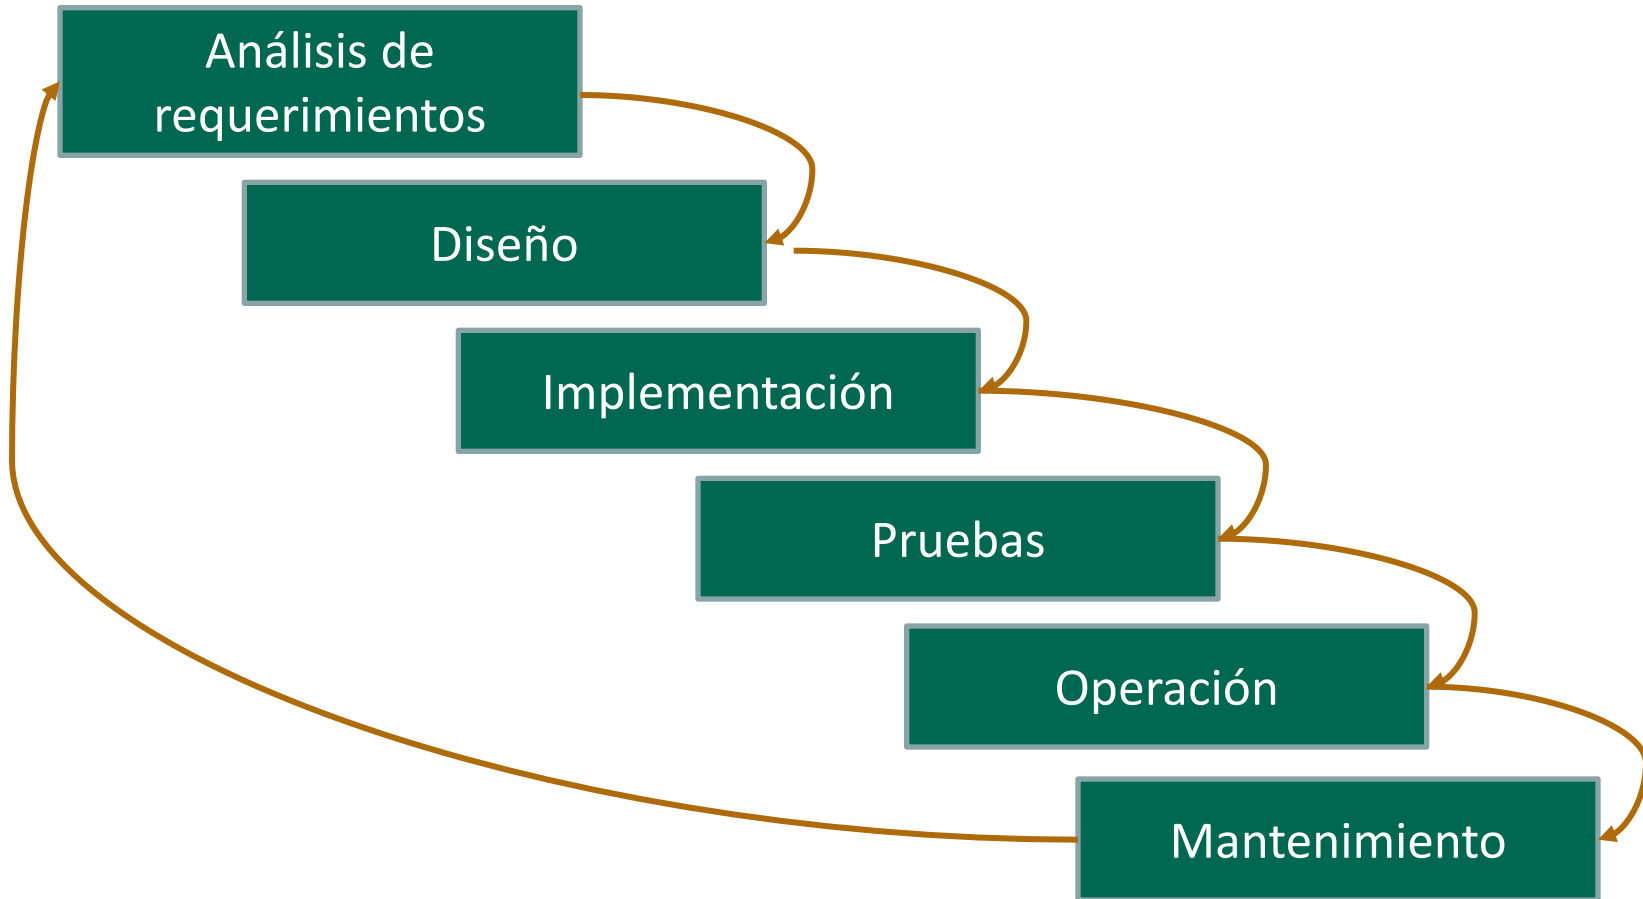 Análisis de
requerimientos
Diseño
Implementación
Pruebas
Operación
Mantenimiento